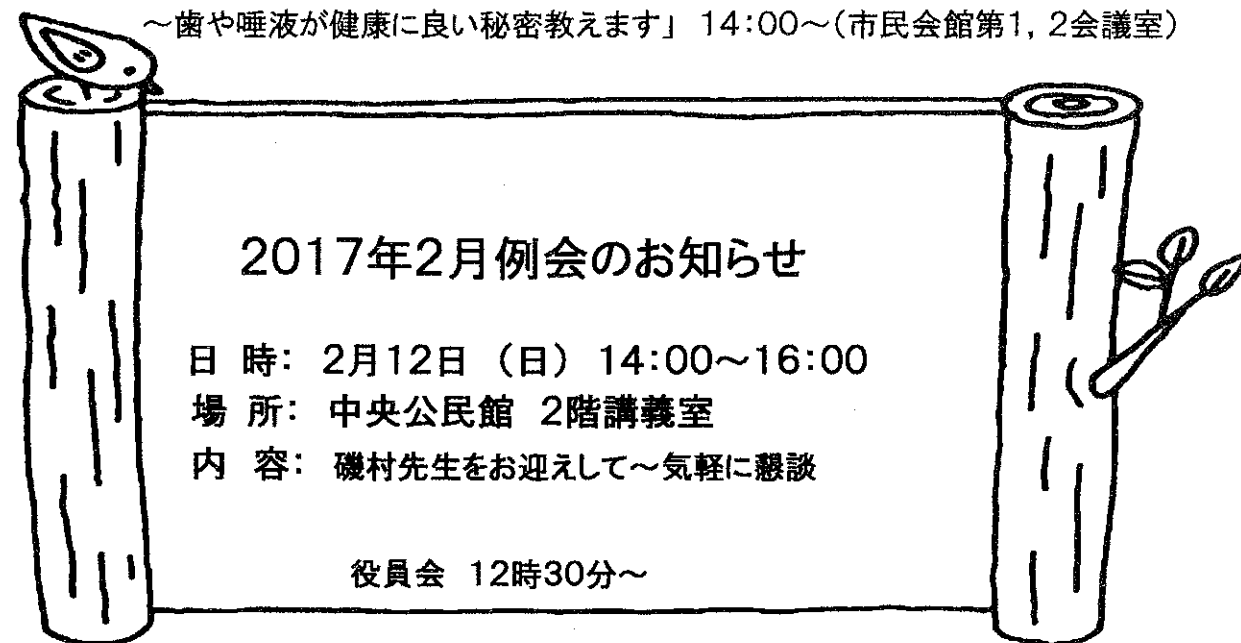 ～歯や唾液が健康に良い秘密教えます」 14:00～(市民会館第1, 2会議室)
2017年2月例会のお知らせ
日 時: 2月12日 (日) 14:00～16:00
場 所: 中央公民館 2階講義室
内 容: 磯村先生をお迎えして～気軽に懇談
役員会 12時30分～